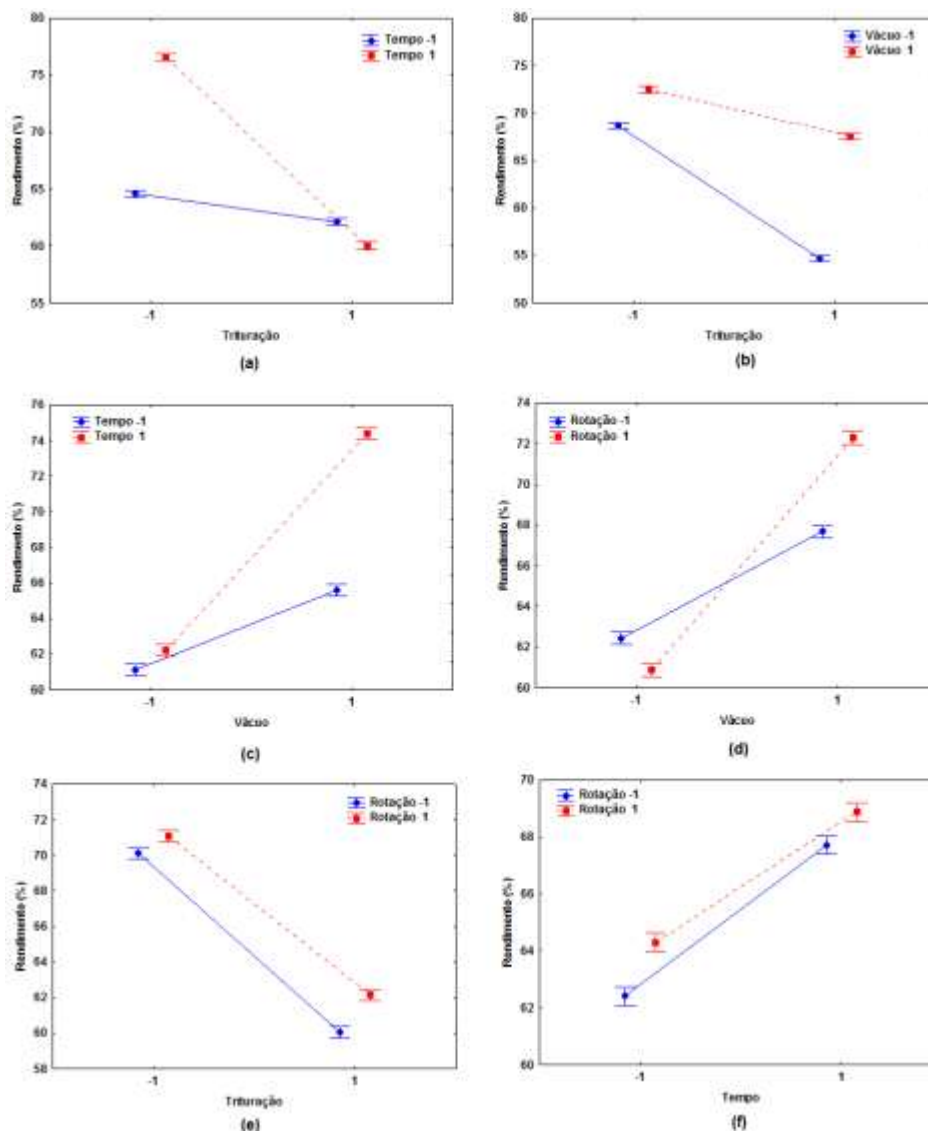 80
75
70
65
60
55
Rendimento (%)
Tempo -1
Tempo 1
-1
1
Trituração
(a)
80
75
70
65
60
55
50
Rendimento (%)
Vácuo -1
Vácuo 1
-1
1
Trituração
(b)
76
74
72
70
68
66
64
62
60
Rendimento (%)
Tempo -1
Tempo 1
-1
1
Vácuo
(c)
74
72
70
68
66
64
62
60
Rendimento (%)
Rotação -1
Rotação 1
-1
1
Vácuo
(d)
74
72
70
68
66
64
62
60
58
Rendimento (%)
Rotação -1
Rotação 1
-1
1
Trituração
(e)
70
68
66
64
62
60
Rendimento (%)
Rotação -1
Rotação 1
-1
1
Tempo
(f)